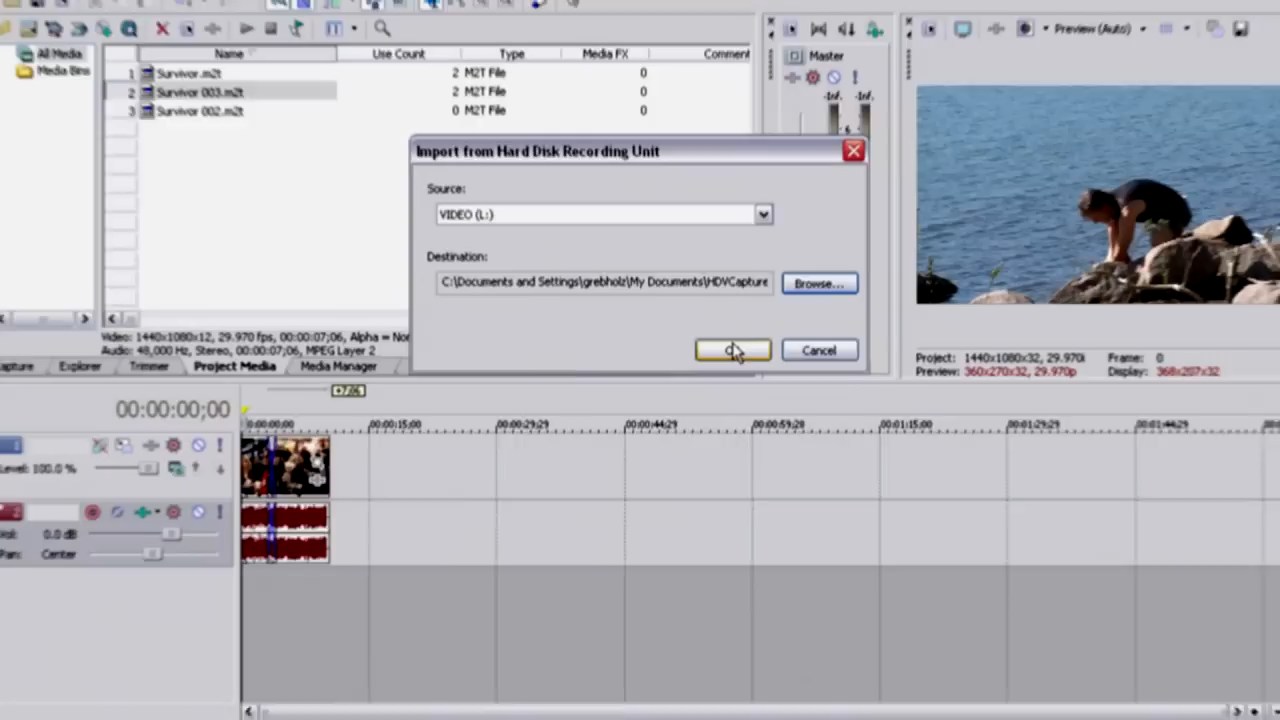 Preview (Auto)
All Media
Name
Use Count
Type
Media FX
Comment
Media Bins
1 Survivor.m2t 2 M2T File 0
2 Survivor 003.m2t 2 M2T File 0
3 Survivor 002.m2t 0 M2T File 0
Master
-Inf. -Inf.
6
Import from Hard Disk Recording Unit
Source:
VIDEO (L:)
Destination:
C:\Documents and Settings\grebholz\My Documents\HDVCapture
Browse...
Cancel
Video: 1440x1080x12, 29.970 fps, 00:00:07;06, Alpha = Nor
Audio: 48,000 Hz, Stereo, 00:00:07;06, MPEG Layer 2
apture
Explorer
Trimmer
Project Media
Media Manager
Project: 1440x1080x32, 29.970i
Frame: 0
Preview: 360x270x32, 29.970p
Display: 368x207x32
+7;06
00:00:00;00
00:00:00;00
00:00:15;00
00:00:29;29
00:00:44;29
00:00:59;28
00:01:15;00
00:01:29;29
00:01:44;29
Level: 100.0 %
Vol: 0.0 dB
Pan: Center